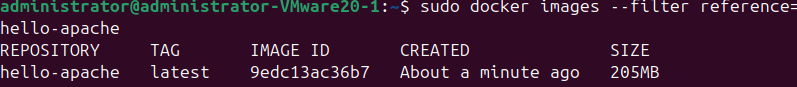 administrator@administrator-VMware20-1:~$ sudo docker images --filter reference=
hello-apache
REPOSITORY TAG IMAGE ID CREATED SIZE
hello-apache latest 9edc13ac36b7 About a minute ago 205MB